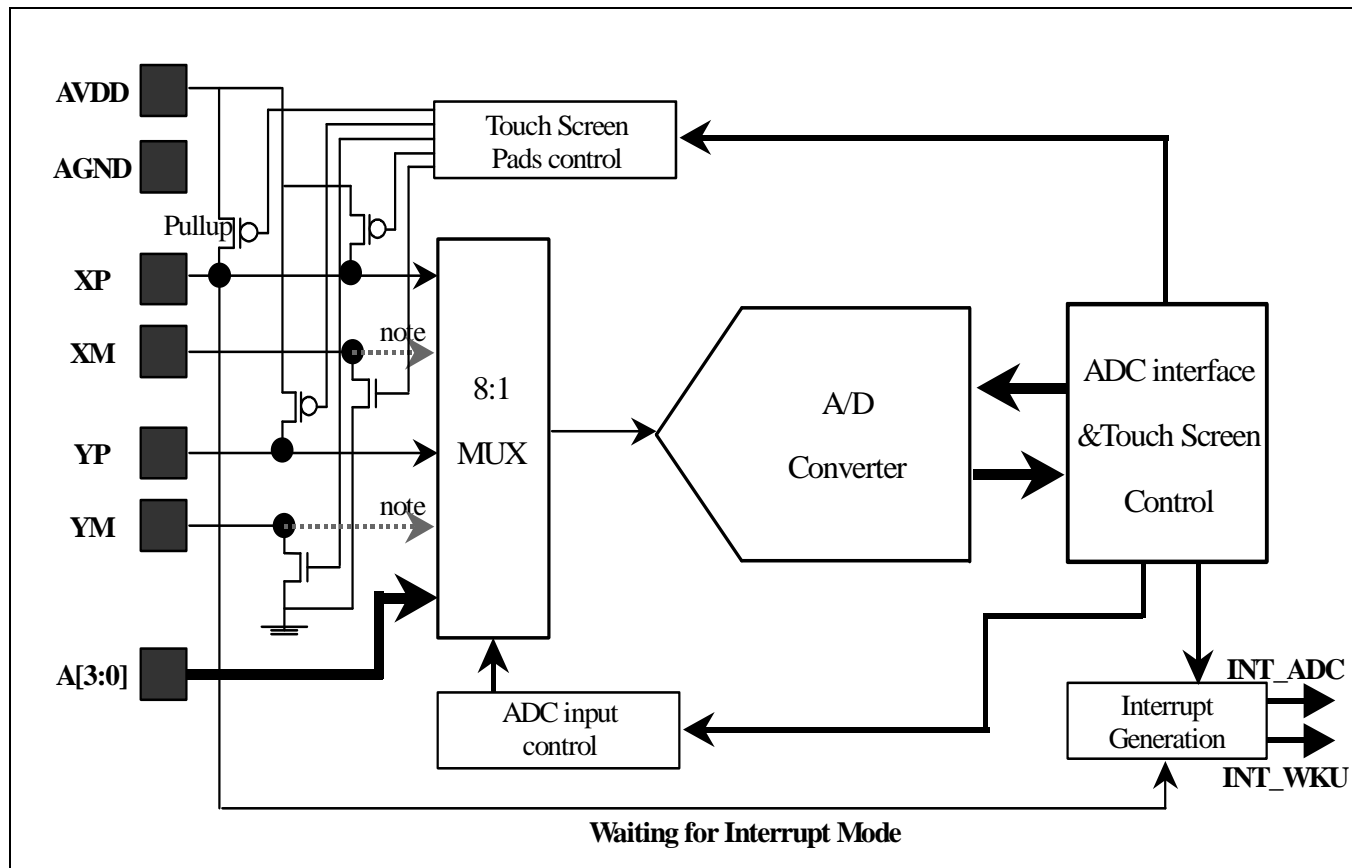 AVDD
Touch Screen
Pads control
AGND
Pullup
XP
note
XM
8:1
MUX
A/D
Converter
ADC interface
&Touch Screen
Control
YP
note
YM
A[3:0]
ADC input
control
INT_ADC
Interrupt
Generation
INT_WKU
Waiting for Interrupt Mode